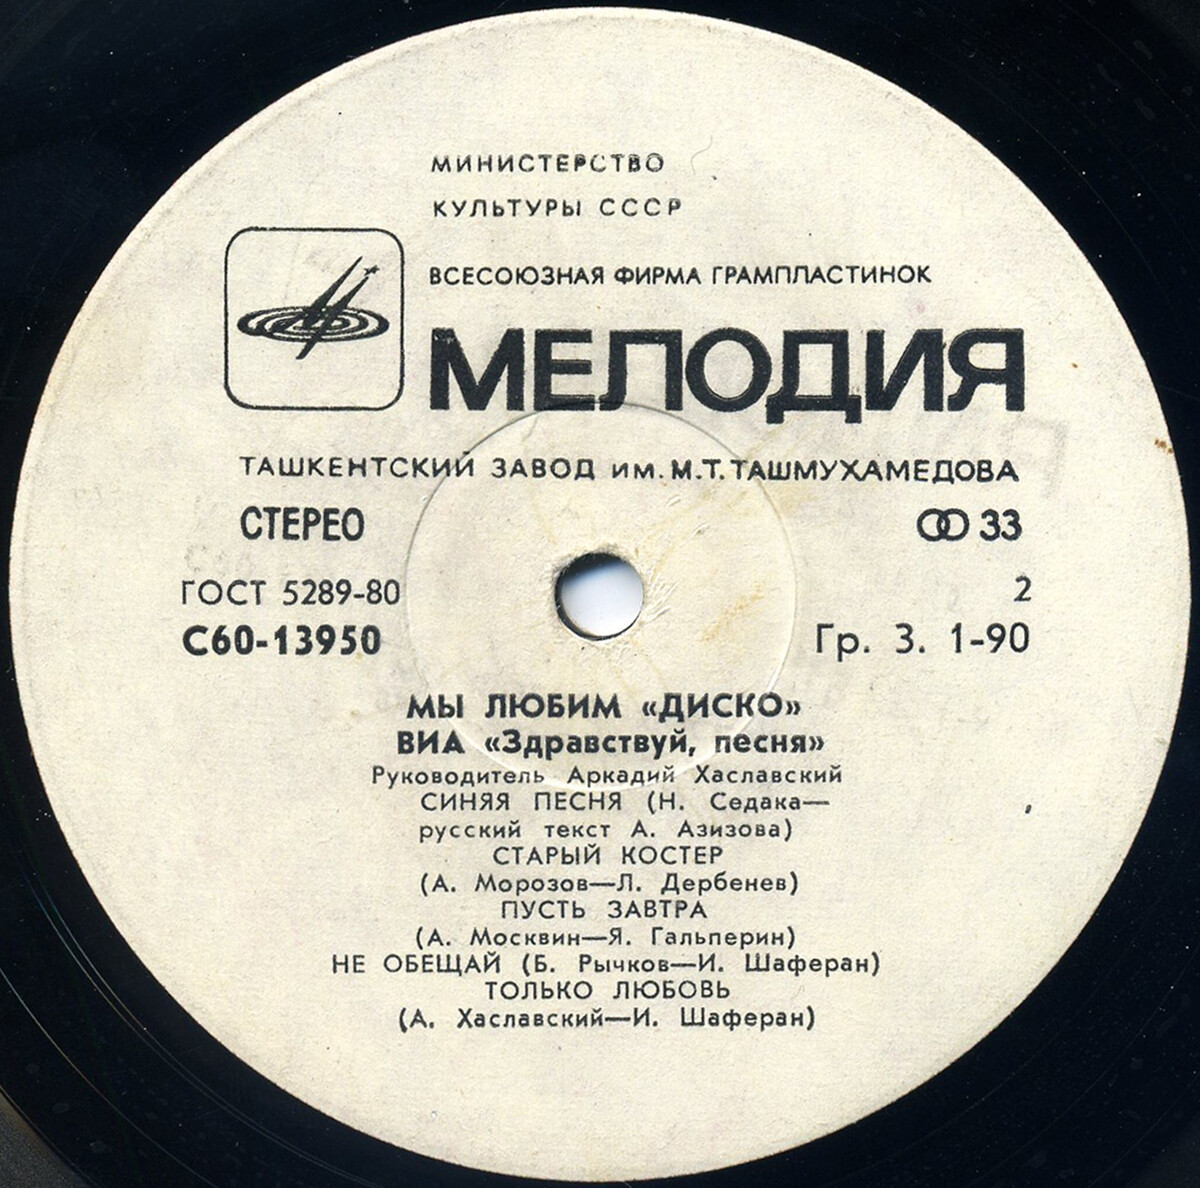 МИНИСТЕРСТВО
КУЛЬТУРЫ СССР
ВСЕСОЮЗНАЯ ФИРМА ГРАМПЛАСТИНОК
МЕЛОДИЯ
ТАШКЕНТСКИЙ ЗАВОД им. М.Т. ТАШМУХАМЕДОВА
СТЕРЕО
33
ГОСТ 5289-80
2
С60-13950
Гр. 3. 1-90
МЫ ЛЮБИМ «ДИСКО»
ВИА «Здравствуй, песня»
Руководитель Аркадий Хаславский
СИНЯЯ ПЕСНЯ (Н. Седака—
русский текст А. Азизова)
СТАРЫЙ КОСТЕР
(А. Морозов—Л. Дербенев)
ПУСТЬ ЗАВТРА
(А. Москвин—Я. Гальперин)
НЕ ОБЕЩАЙ (Б. Рычков—И. Шаферан)
ТОЛЬКО ЛЮБОВЬ
(А. Хаславский—И. Шаферан)